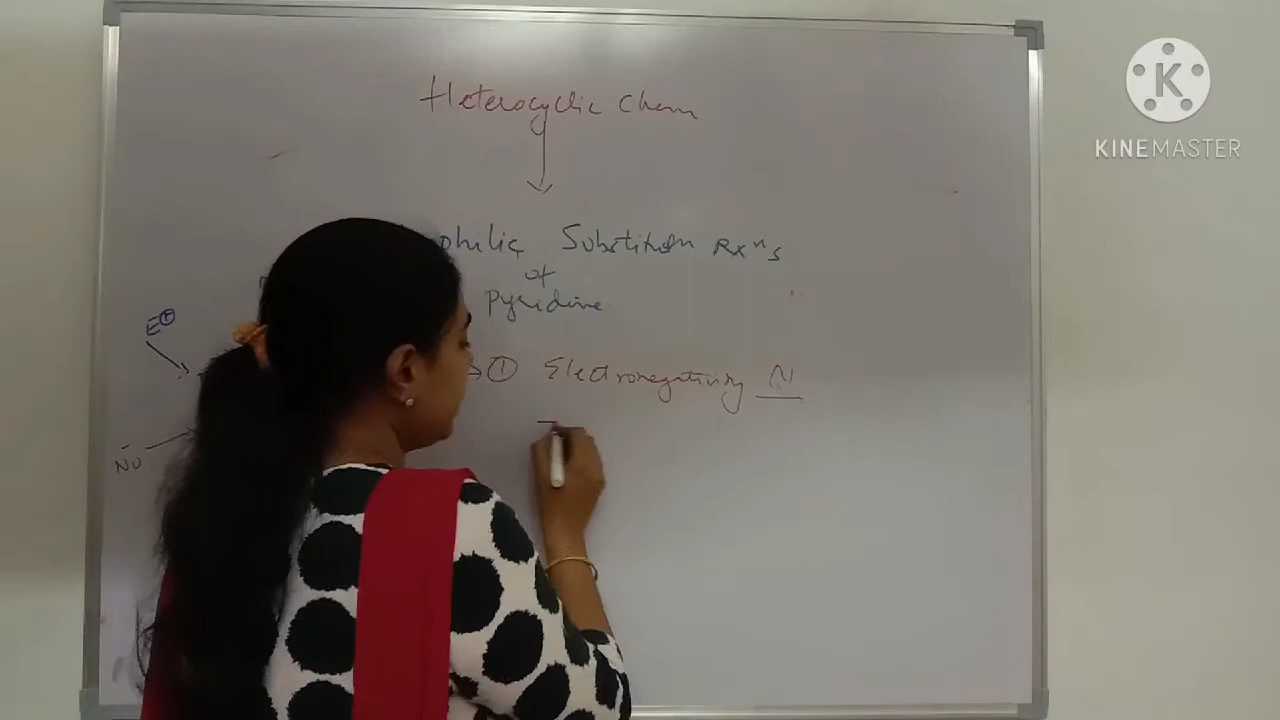 Heterocyclic Chem
philic Substitution Rxns
of
Pyridine
E⊕
① Electronegativity N
Nu
KINEMASTER